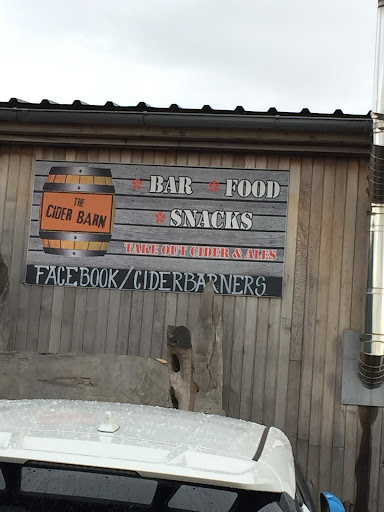 THE
CIDER BARN
* BAR * FOOD
* SNACKS
TAKE OUT CIDER & ALES
FACEBOOK/CIDERBARNERS